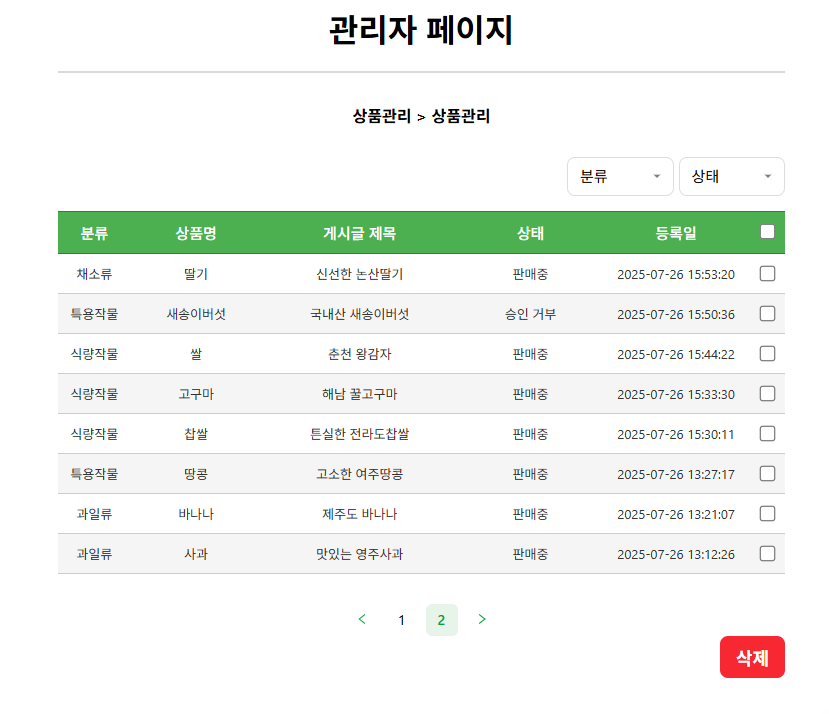 관리자 페이지
상품관리 > 상품관리
분류 상태
분류 상품명 게시글 제목 상태 등록일
채소류 딸기 신선한 논산딸기 판매중 2025-07-26 15:53:20
특용작물 새송이버섯 국내산 새송이버섯 승인 거부 2025-07-26 15:50:36
식량작물 쌀 춘천 왕감자 판매중 2025-07-26 15:44:22
식량작물 고구마 해남 꿀고구마 판매중 2025-07-26 15:33:30
식량작물 찹쌀 튼실한 전라도찹쌀 판매중 2025-07-26 15:30:11
특용작물 땅콩 고소한 여주땅콩 판매중 2025-07-26 13:27:17
과일류 바나나 제주도 바나나 판매중 2025-07-26 13:21:07
과일류 사과 맛있는 영주사과 판매중 2025-07-26 13:12:26
< 1 2 >
삭제